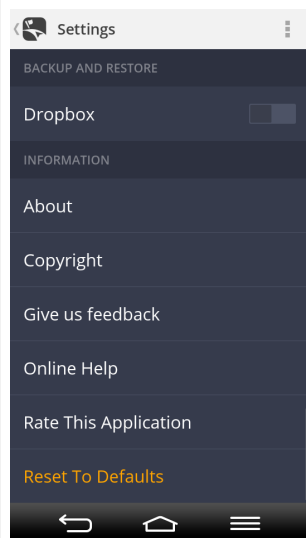 Settings
BACKUP AND RESTORE
Dropbox
INFORMATION
About
Copyright
Give us feedback
Online Help
Rate This Application
Reset To Defaults